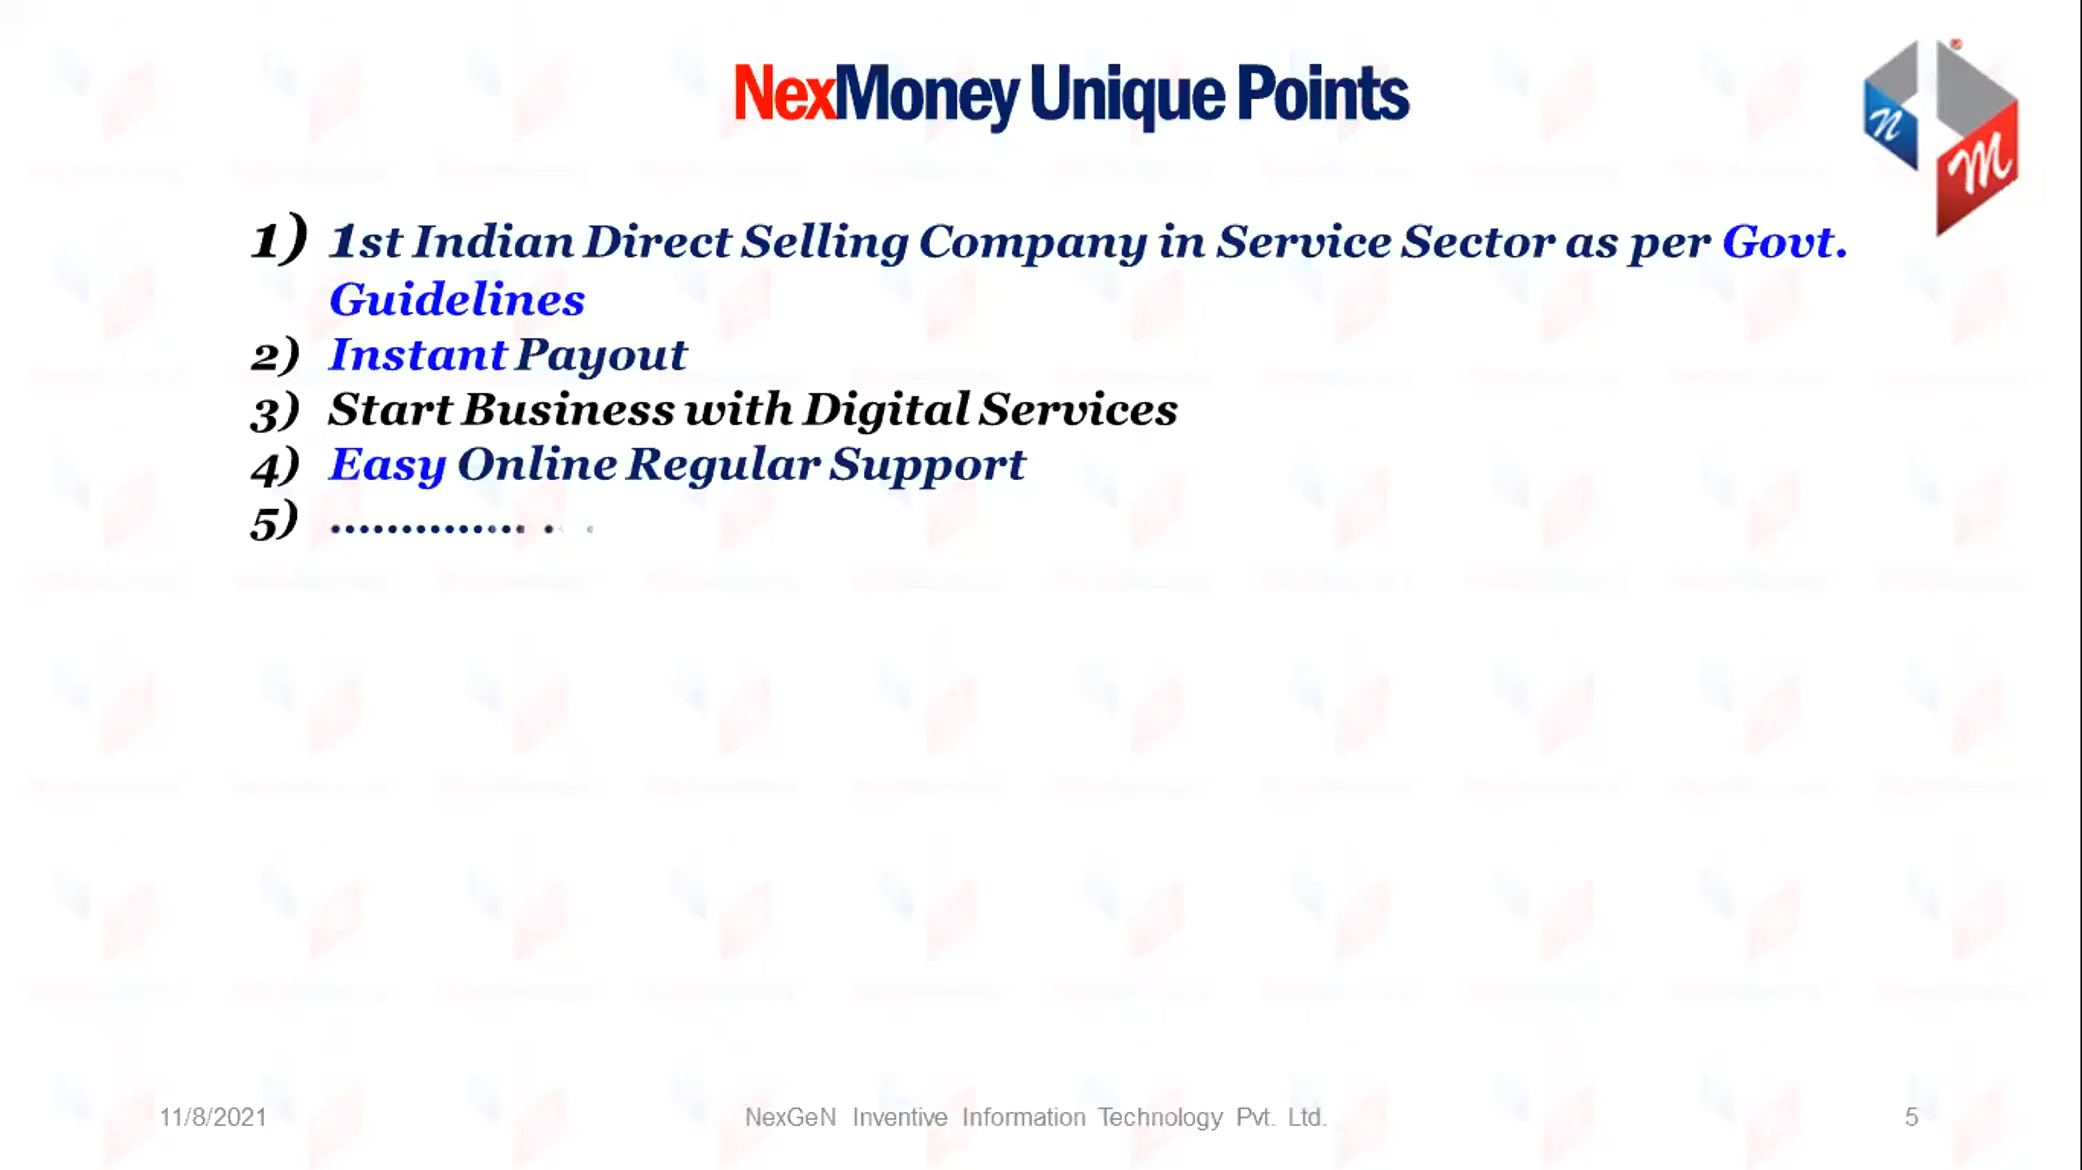 NexMoney Unique Points
n
M
1) 1st Indian Direct Selling Company in Service Sector as per Govt.
Guidelines
2) Instant Payout
3) Start Business with Digital Services
4) Easy Online Regular Support
5) ................ .
11/8/2021 NexGeN Inventive Information Technology Pvt. Ltd. 5